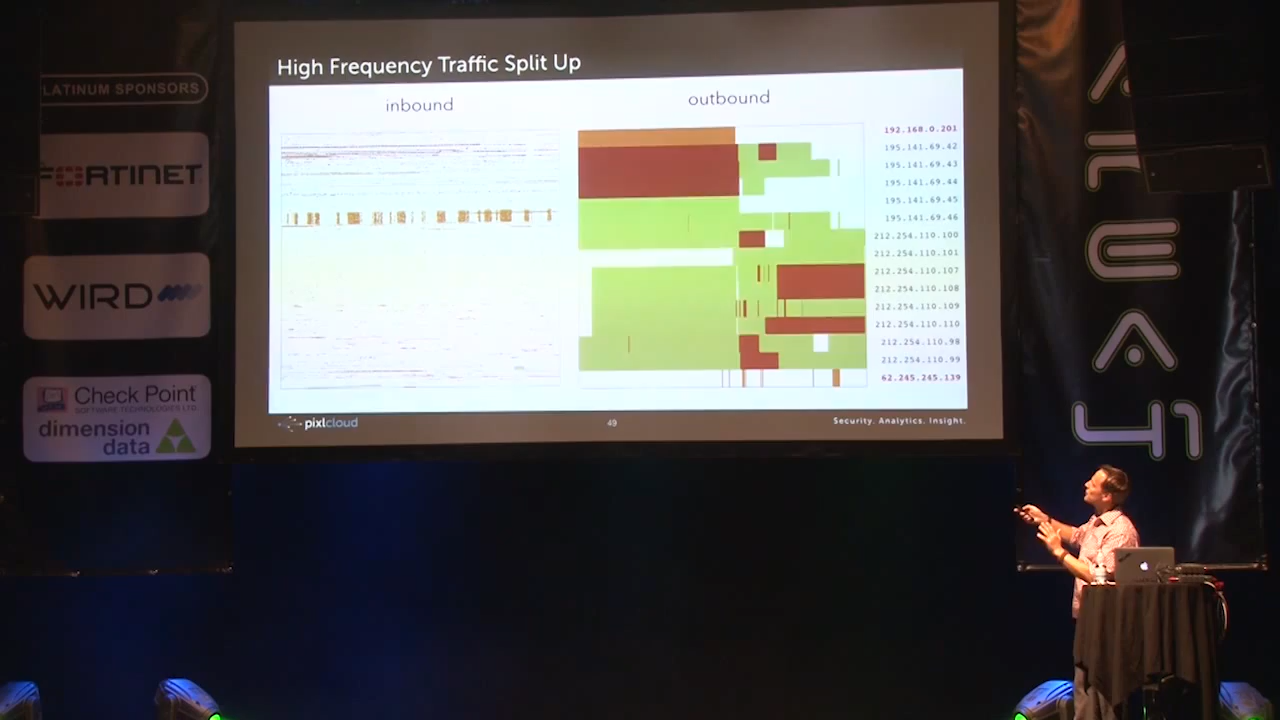 High Frequency Traffic Split Up
inbound
outbound
192.168.0.201
195.141.69.42
195.141.69.43
195.141.69.44
195.141.69.45
195.141.69.46
212.254.110.100
212.254.110.101
212.254.110.107
212.254.110.108
212.254.110.109
212.254.110.110
212.254.110.98
212.254.110.99
62.245.245.139
pixlcloud
49
Security. Analytics. Insight.
LATINUM SPONSORS
FORTINET
WIRD
Check Point
SOFTWARE TECHNOLOGIES LTD.
dimension
data
AREA
41